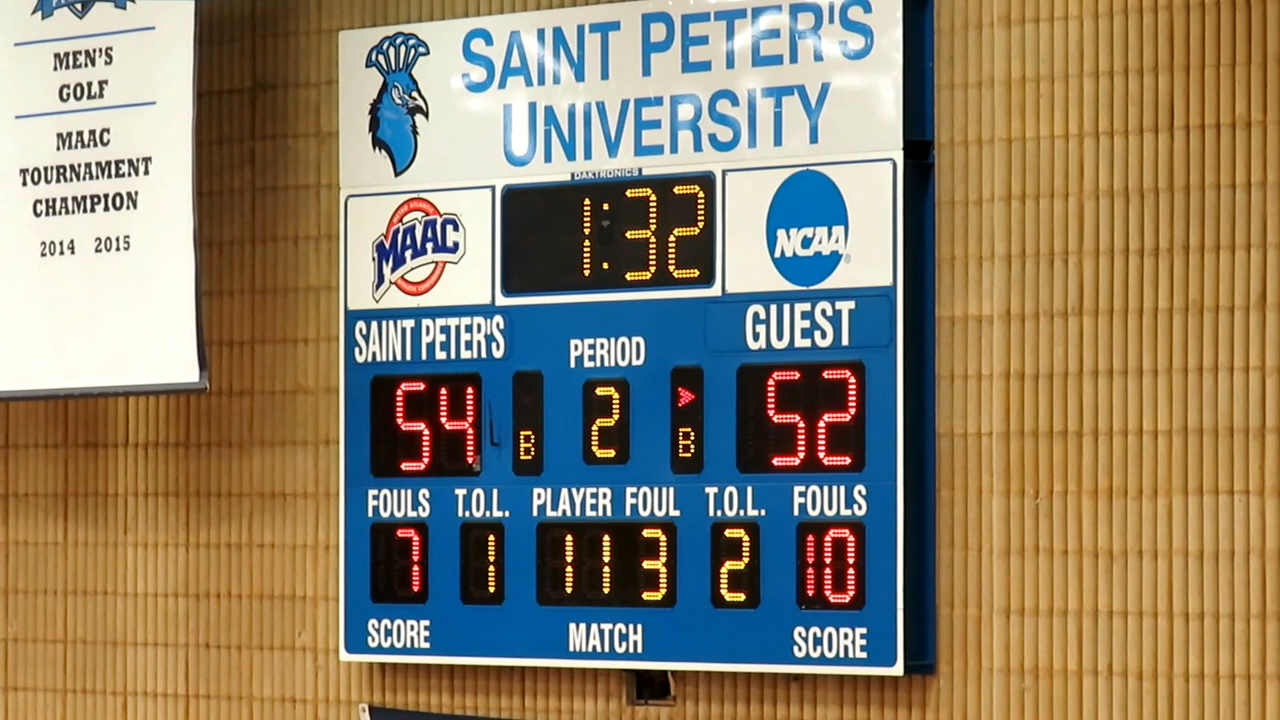 MEN'S
GOLF
MAAC
TOURNAMENT
CHAMPION
2014 2015
SAINT PETER'S
UNIVERSITY
DAKTRONICS
MAAC
1:32
NCAA
SAINT PETER'S
PERIOD
GUEST
54
B
2
B
52
FOULS T.O.L. PLAYER FOUL T.O.L. FOULS
7 1 11 3 2 10
SCORE MATCH SCORE